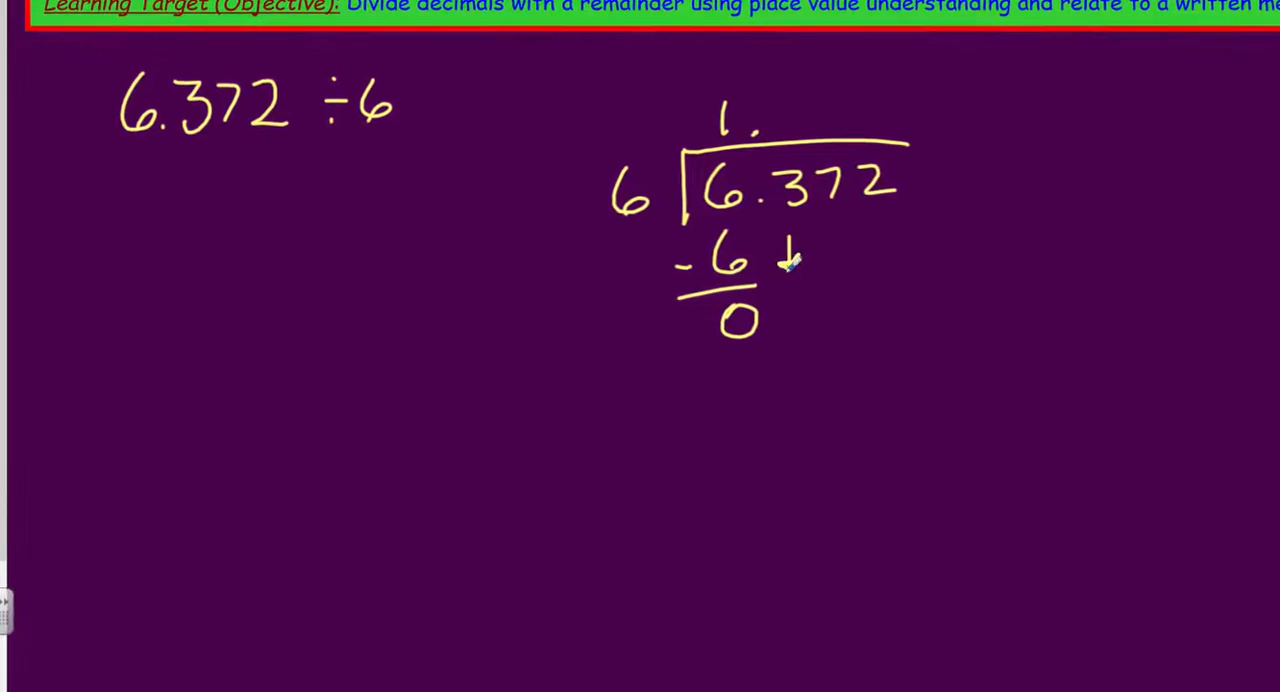 Learning Target (Objective): Divide decimals with a remainder using place value understanding and relate to a written me
6.372 ÷ 6
1.
6 6.372
- 6
0